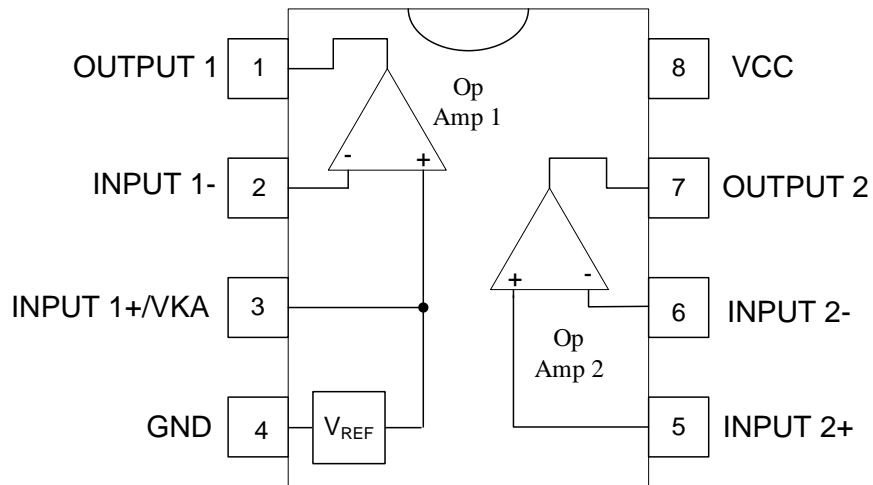 OUTPUT 1
1
Op
Amp 1
8
VCC
-
+
INPUT 1-
2
7
OUTPUT 2
+
-
INPUT 1+/VKA
3
6
INPUT 2-
Op
Amp 2
GND
4
VREF
5
INPUT 2+